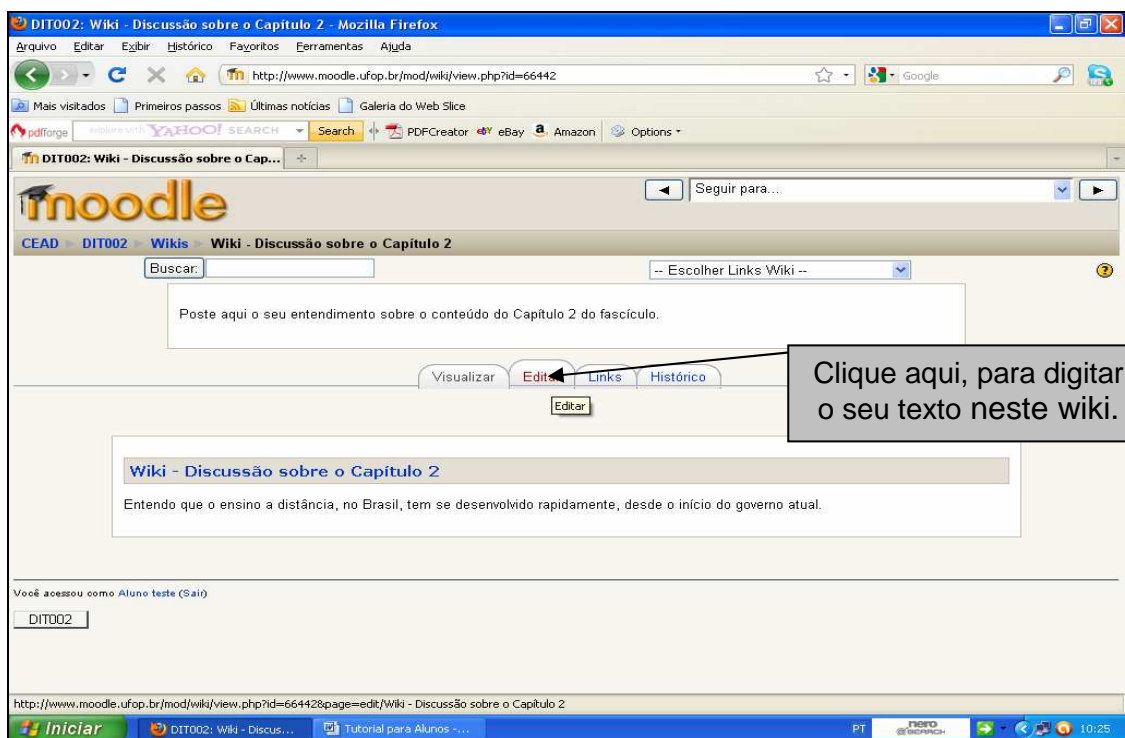 DIT002: Wiki - Discussão sobre o Capítulo 2 - Mozilla Firefox
Arquivo Editar Exibir Histórico Favoritos Ferramentas Ajuda
http://www.moodle.ufop.br/mod/wiki/view.php?id=66442 Google
Mais visitados Primeiros passos Últimas notícias Galeria do Web Slice
pdfforge YAHOO! SEARCH Search PDFCreator eBay Amazon Options
DIT002: Wiki - Discussão sobre o Cap...
moodle Seguir para...
CEAD DIT002 Wikis Wiki - Discussão sobre o Capítulo 2
Buscar: -- Escolher Links Wiki --
Poste aqui o seu entendimento sobre o conteúdo do Capítulo 2 do fascículo.
Visualizar Editar Links Histórico
Editar
Clique aqui, para digitar
o seu texto neste wiki.
Wiki - Discussão sobre o Capítulo 2
Entendo que o ensino a distância, no Brasil, tem se desenvolvido rapidamente, desde o início do governo atual.
Você acessou como Aluno teste (Sair)
DIT002
http://www.moodle.ufop.br/mod/wiki/view.php?id=66442&page=edit/Wiki - Discussão sobre o Capítulo 2
Iniciar DIT002: Wiki - Discus... Tutorial para Alunos -... PT nero SEARCH 10:25